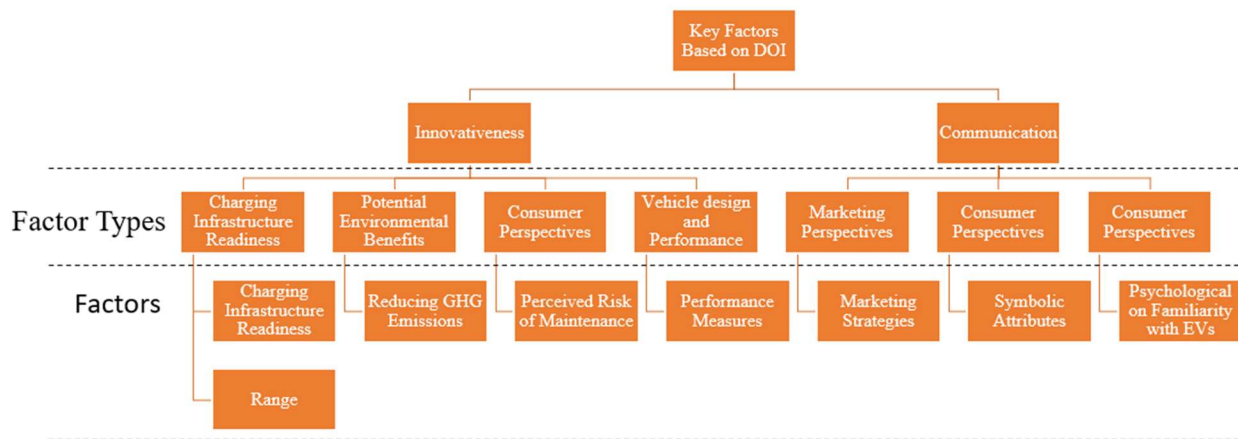 Key Factors
Based on DOI
Innovativeness
Communication
Factor Types
Charging
Infrastructure
Readiness
Potential
Environmental
Benefits
Consumer
Perspectives
Vehicle design
and
Performance
Marketing
Perspectives
Consumer
Perspectives
Consumer
Perspectives
Factors
Charging
Infrastructure
Readiness
Reducing GHG
Emissions
Perceived Risk
of Maintenance
Performance
Measures
Marketing
Strategies
Symbolic
Attributes
Psychological
on Familiarity
with EVs
Range